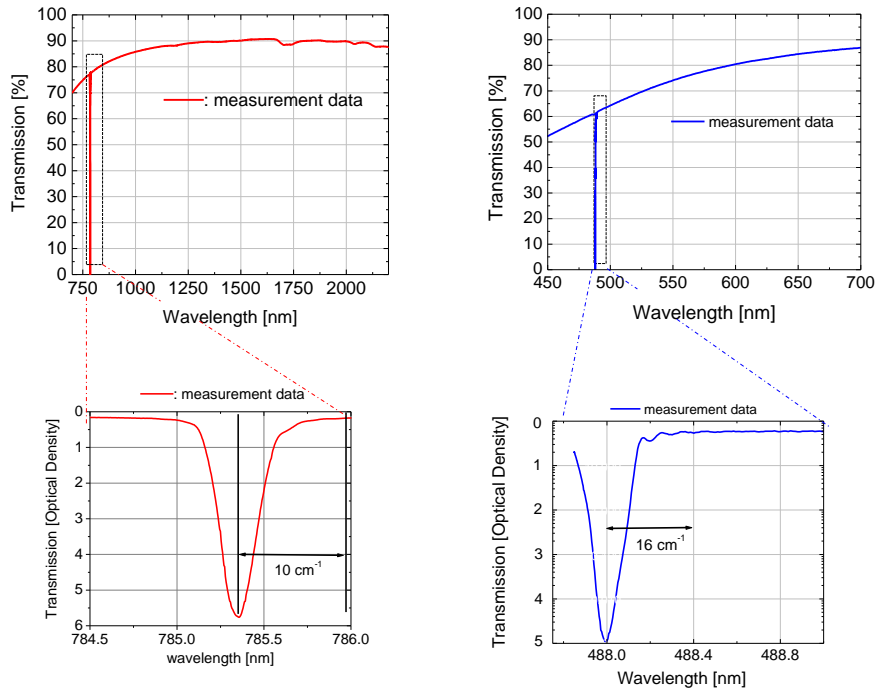 100
90
80
70
60
50
40
30
20
10
0
Transmission [%]
: measurement data
750 1000 1250 1500 1750 2000
Wavelength [nm]
100
90
80
70
60
50
40
30
20
10
0
Transmission [%]
measurement data
450 500 550 600 650 700
Wavelength [nm]
: measurement data
0
1
2
3
4
5
6
Transmission [Optical Density]
10 cm⁻¹
784.5 785.0 785.5 786.0
wavelength [nm]
measurement data
0
1
2
3
4
5
Transmission [Optical Density]
16 cm⁻¹
488.0 488.4 488.8
Wavelength [nm]